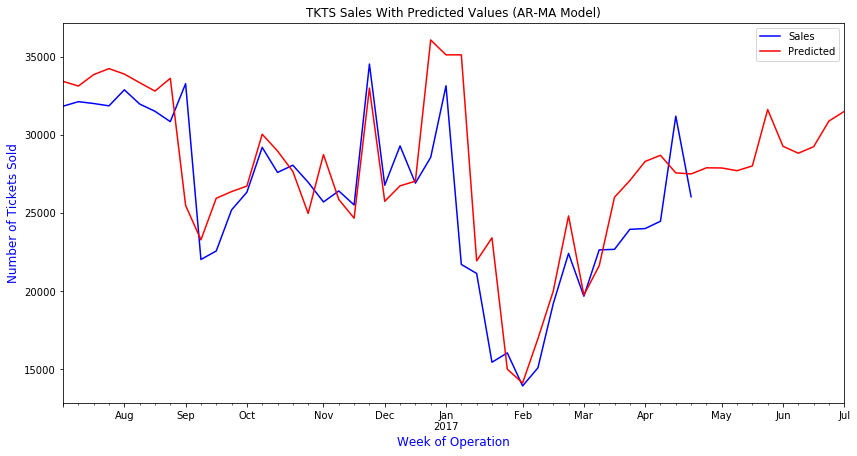 TKTS Sales With Predicted Values (AR-MA Model)
Sales
Predicted
Number of Tickets Sold
35000
30000
25000
20000
15000
Aug Sep Oct Nov Dec Jan Feb Mar Apr May Jun Jul
2017
Week of Operation